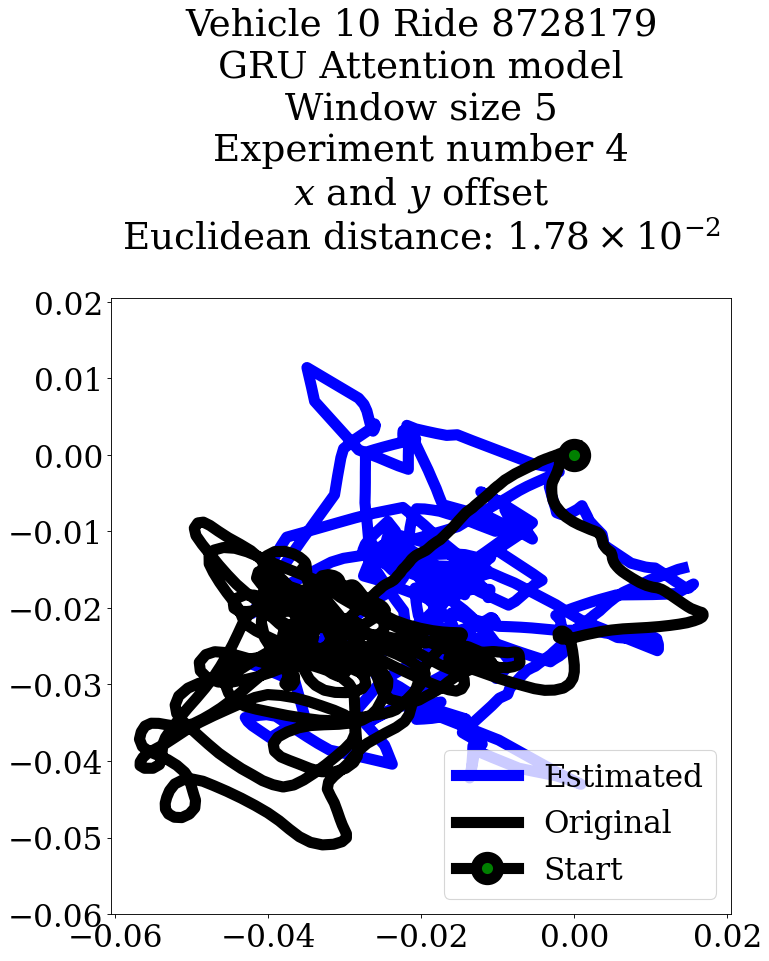 Vehicle 10 Ride 8728179
GRU Attention model
Window size 5
Experiment number 4
x and y offset
Euclidean distance: 1.78 × 10⁻²
0.02
0.01
0.00
−0.01
−0.02
−0.03
−0.04
−0.05
−0.06
Estimated
Original
Start
−0.06 −0.04 −0.02 0.00 0.02